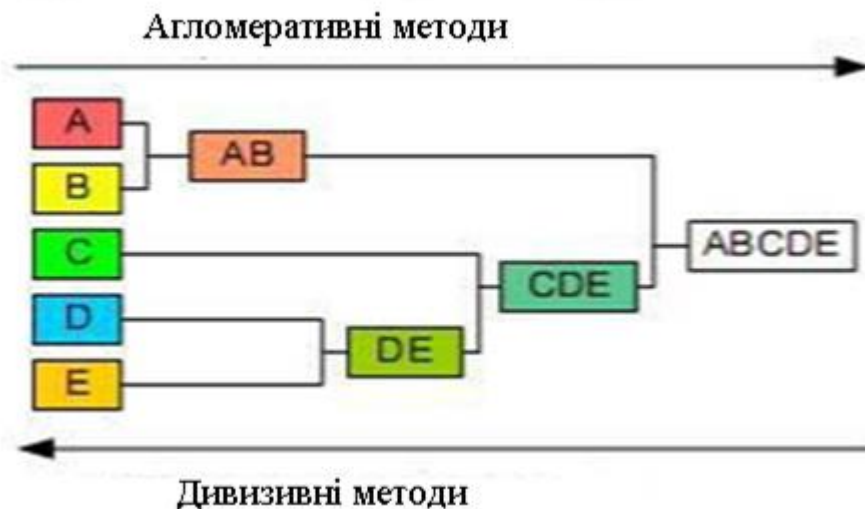 Агломеративні методи
A
AB
B
C
ABCDE
CDE
D
DE
E
Дивизивні методи